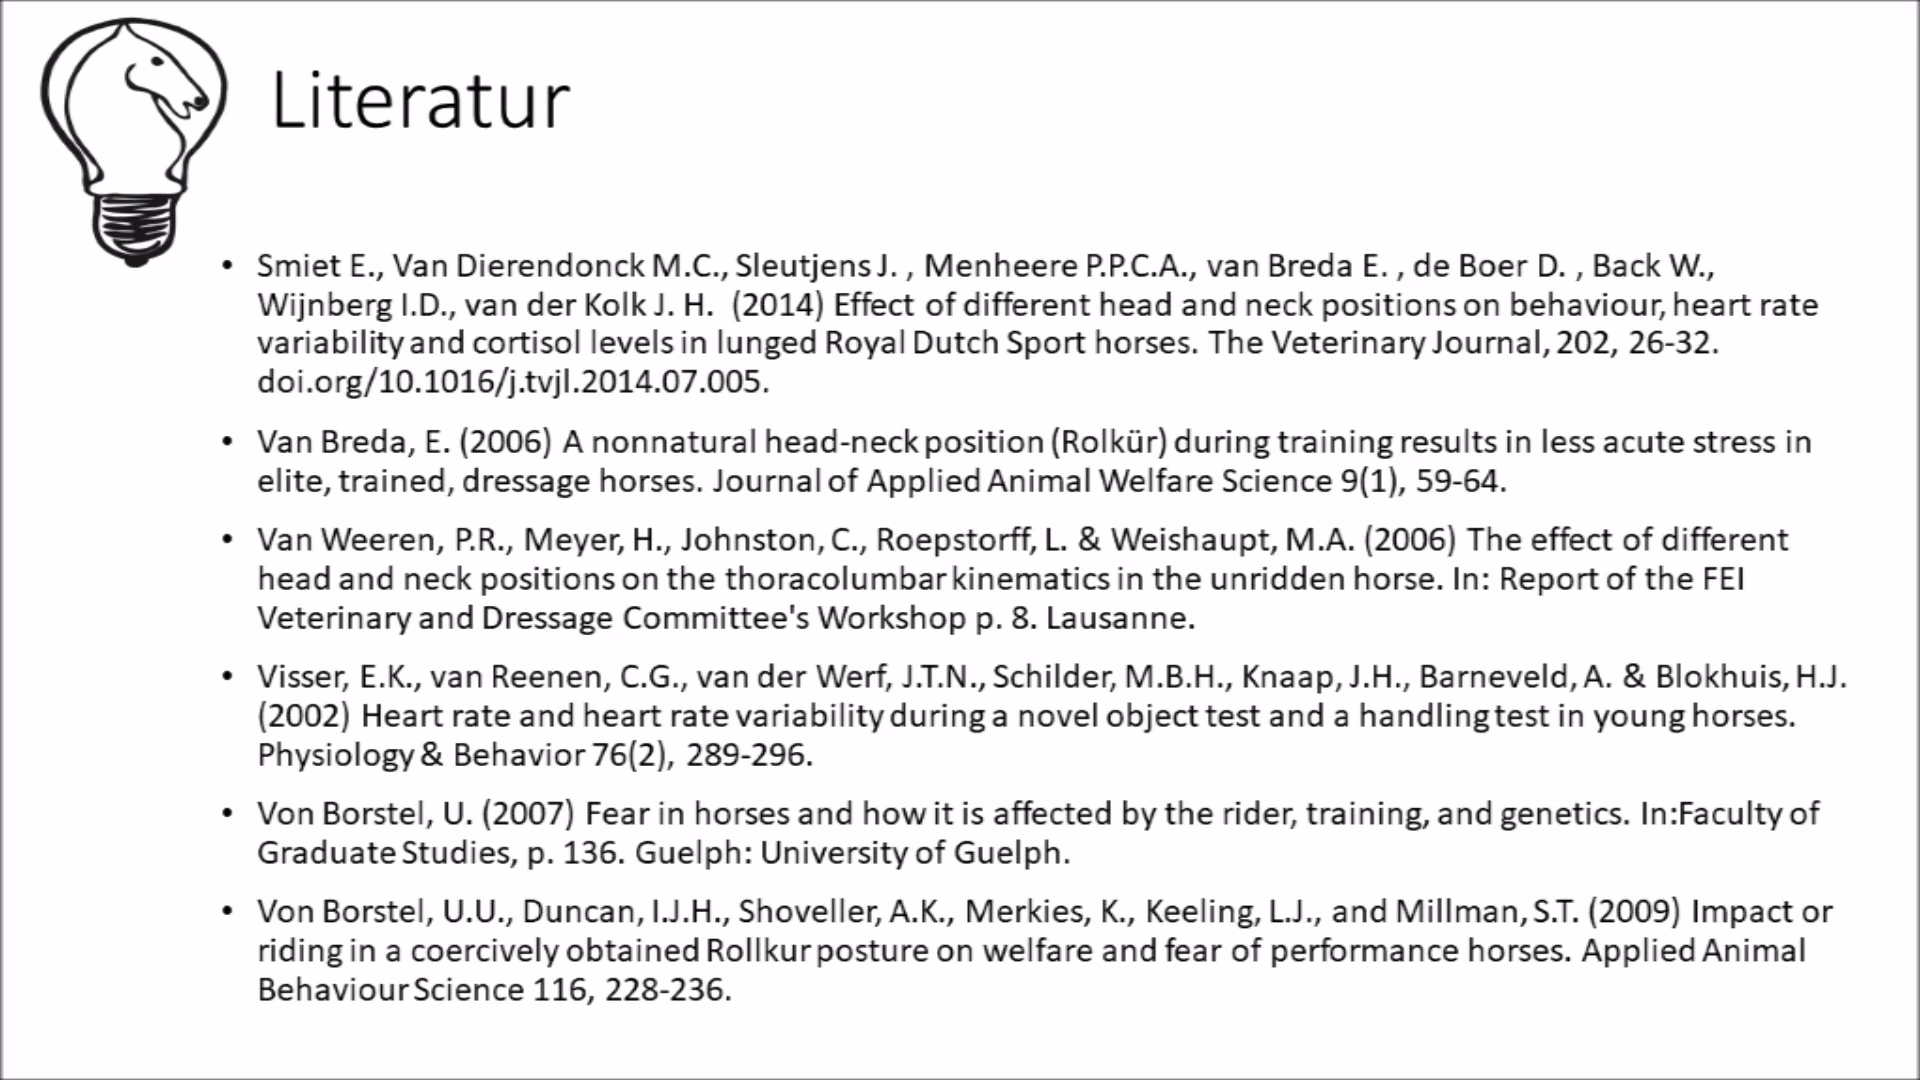 Literatur
• Smiet E., Van Dierendonck M.C., Sleutjens J. , Menheere P.P.C.A., van Breda E. , de Boer D. , Back W.,
Wijnberg I.D., van der Kolk J. H.  (2014) Effect of different head and neck positions on behaviour, heart rate
variability and cortisol levels in lunged Royal Dutch Sport horses. The Veterinary Journal, 202, 26-32.
doi.org/10.1016/j.tvjl.2014.07.005.
• Van Breda, E. (2006) A nonnatural head-neck position (Rolkür) during training results in less acute stress in
elite, trained, dressage horses. Journal of Applied Animal Welfare Science 9(1), 59-64.
• Van Weeren, P.R., Meyer, H., Johnston, C., Roepstorff, L. & Weishaupt, M.A. (2006) The effect of different
head and neck positions on the thoracolumbar kinematics in the unridden horse. In: Report of the FEI
Veterinary and Dressage Committee's Workshop p. 8. Lausanne.
• Visser, E.K., van Reenen, C.G., van der Werf, J.T.N., Schilder, M.B.H., Knaap, J.H., Barneveld, A. & Blokhuis, H.J.
(2002) Heart rate and heart rate variability during a novel object test and a handling test in young horses.
Physiology & Behavior 76(2), 289-296.
• Von Borstel, U. (2007) Fear in horses and how it is affected by the rider, training, and genetics. In:Faculty of
Graduate Studies, p. 136. Guelph: University of Guelph.
• Von Borstel, U.U., Duncan, I.J.H., Shoveller, A.K., Merkies, K., Keeling, L.J., and Millman, S.T. (2009) Impact or
riding in a coercively obtained Rollkur posture on welfare and fear of performance horses. Applied Animal
Behaviour Science 116, 228-236.